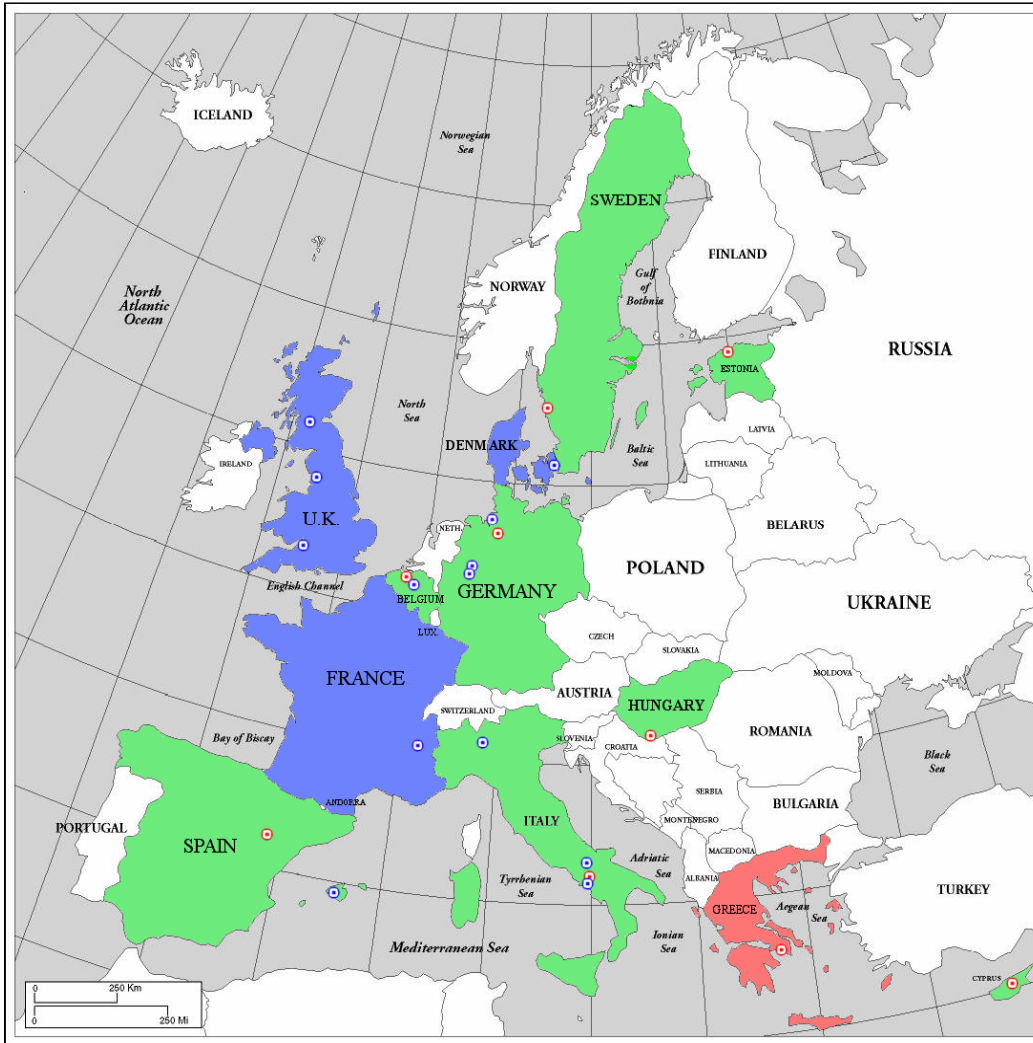 ICELAND
Norwegian
Sea
SWEDEN
FINLAND
NORWAY
Gulf
of
Bothnia
North
Atlantic
Ocean
RUSSIA
ESTONIA
North
Sea
LATVIA
DENMARK
Baltic
Sea
IRELAND
LITHUANIA
U.K.
NETH.
BELARUS
POLAND
English Channel
BELGIUM
GERMANY
UKRAINE
LUX.
CZECH
SLOVAKIA
FRANCE
MOLDOVA
AUSTRIA
SWITZERLAND
HUNGARY
Bay of Biscay
SLOVENIA
CROATIA
ROMANIA
Black
Sea
SERBIA
ANDORRA
BULGARIA
PORTUGAL
ITALY
MONTENEGRO
SPAIN
MACEDONIA
Adriatic
Sea
Tyrrhenian
Sea
ALBANIA
TURKEY
GREECE
Aegean
Sea
Ionian
Sea
Mediterranean Sea
CYPRUS
0 250 Km
0 250 Mi